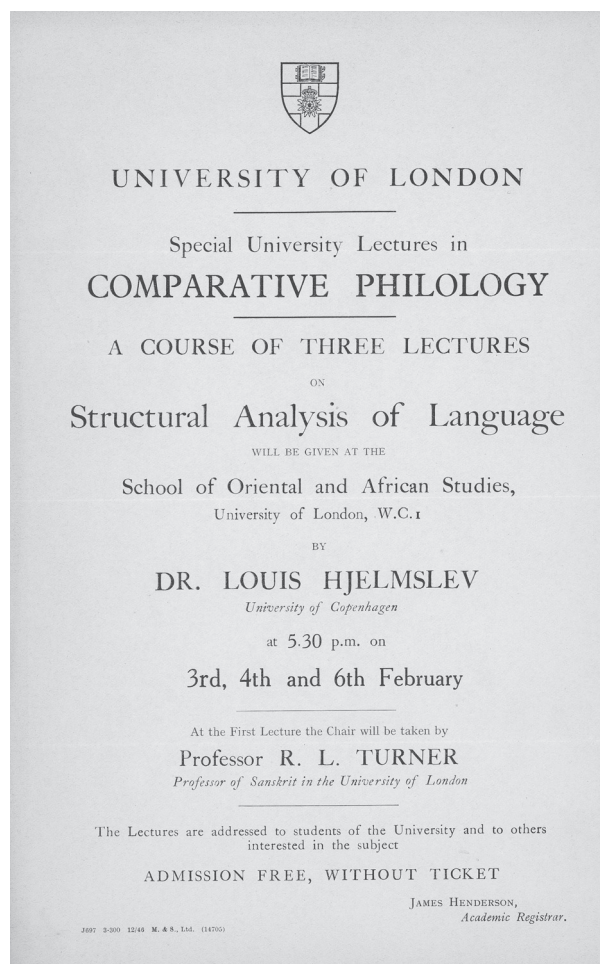 UNIVERSITY OF LONDON
Special University Lectures in
COMPARATIVE PHILOLOGY
A COURSE OF THREE LECTURES
ON
Structural Analysis of Language
WILL BE GIVEN AT THE
School of Oriental and African Studies,
University of London, W.C.1
BY
DR. LOUIS HJELMSLEV
University of Copenhagen
at 5.30 p.m. on
3rd, 4th and 6th February
At the First Lecture the Chair will be taken by
Professor R. L. TURNER
Professor of Sanskrit in the University of London
The Lectures are addressed to students of the University and to others
interested in the subject
ADMISSION FREE, WITHOUT TICKET
JAMES HENDERSON,
Academic Registrar.
J697 3-300 12/46 M. & S., Ltd. (14705)